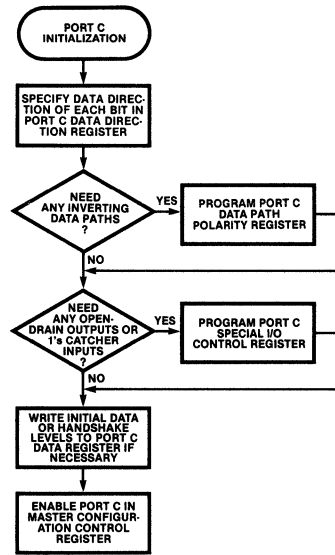 PORT C
INITIALIZATION
SPECIFY DATA DIREC-
TION OF EACH BIT IN
PORT C DATA DIREC-
TION REGISTER
NEED
ANY INVERTING
DATA PATHS
?
YES
PROGRAM PORT C
DATA PATH
POLARITY REGISTER
NO
NEED
ANY OPEN-
DRAIN OUTPUTS OR
1's CATCHER
INPUTS
?
YES
PROGRAM PORT C
SPECIAL I/O
CONTROL REGISTER
NO
WRITE INITIAL DATA
OR HANDSHAKE
LEVELS TO PORT C
DATA REGISTER IF
NECESSARY
ENABLE PORT C IN
MASTER CONFIGUR-
ATION CONTROL
REGISTER